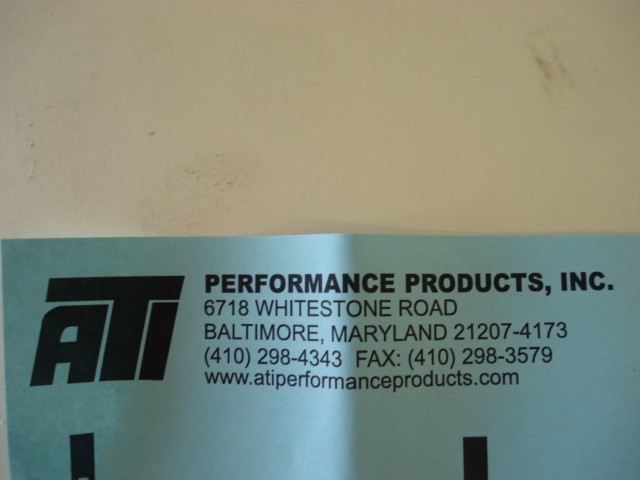 ATI
PERFORMANCE PRODUCTS, INC.
6718 WHITESTONE ROAD
BALTIMORE, MARYLAND 21207-4173
(410) 298-4343 FAX: (410) 298-3579
www.atiperformanceproducts.com